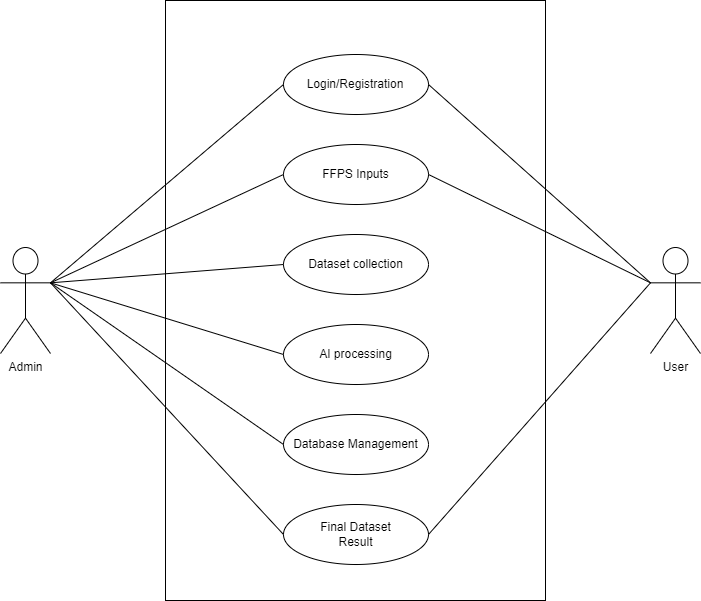 Login/Registration
FFPS Inputs
Dataset collection
AI processing
Admin
User
Database Management
Final Dataset
Result